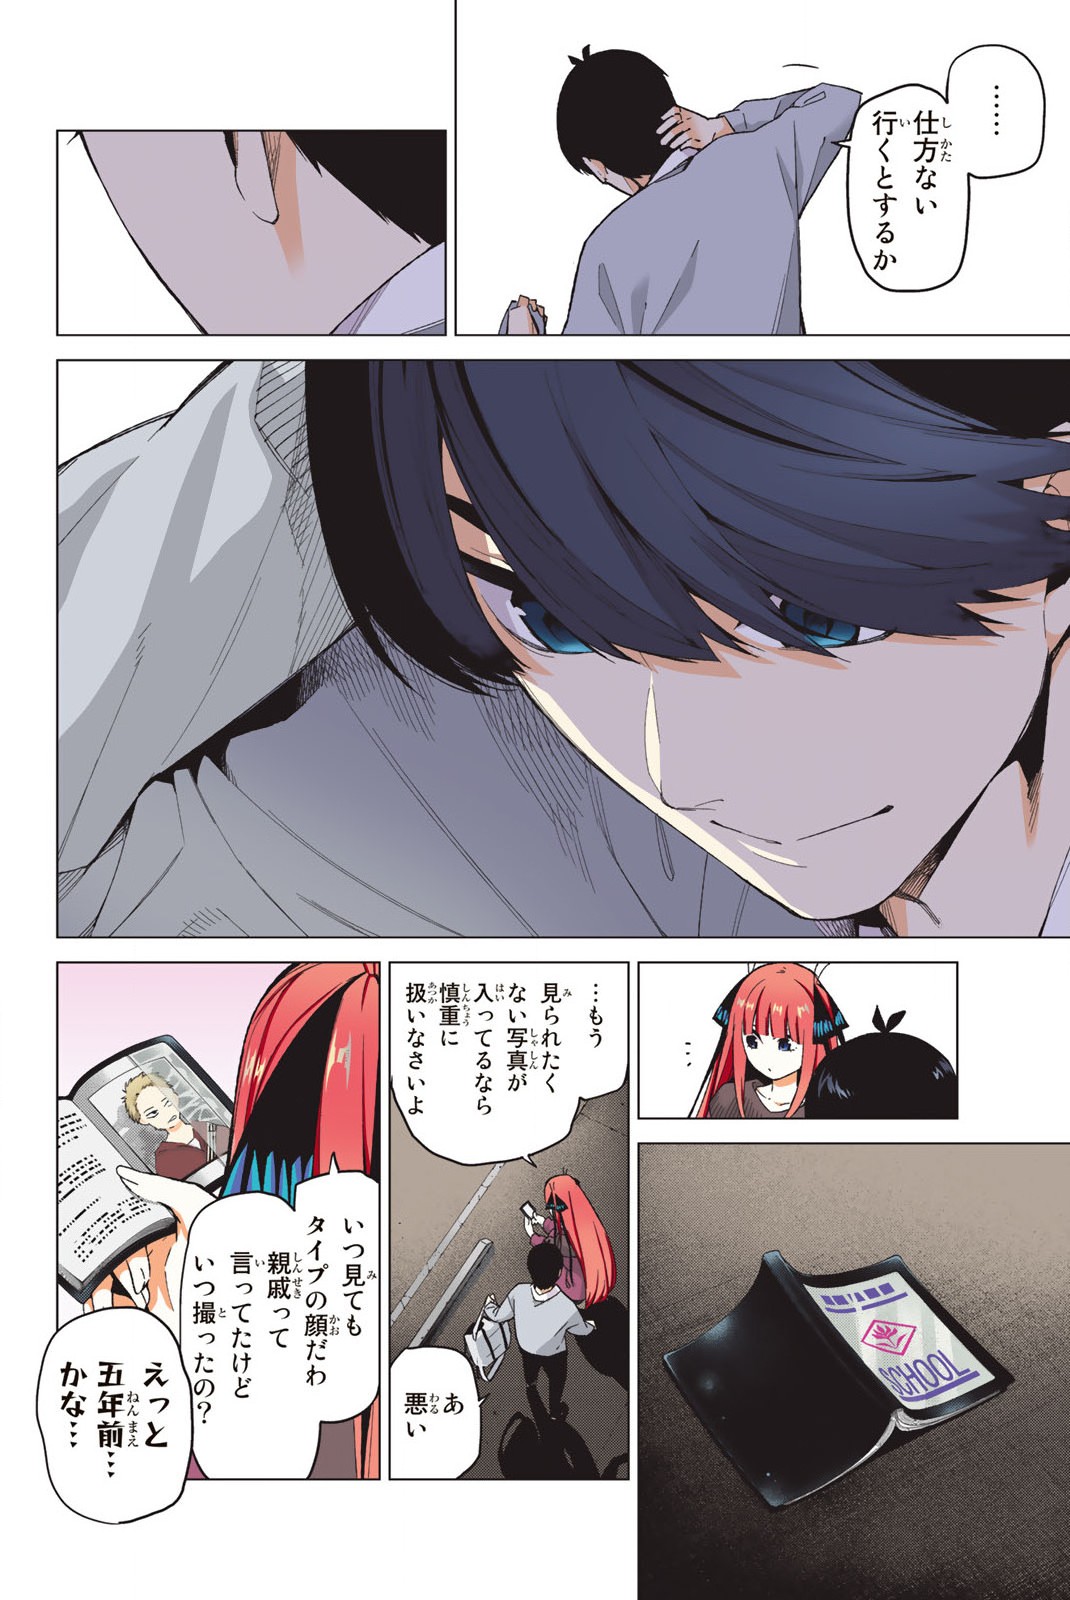 ……
仕方ない
行くとするか
…
SCHOOL
…もう
見られたく
ない写真が
入ってるなら
慎重に
扱いなさいよ
あ
悪い
いつ見ても
タイプの顔だわ
親戚って
言ってたけど
いつ撮ったの？
えっと
五年前…
かな…